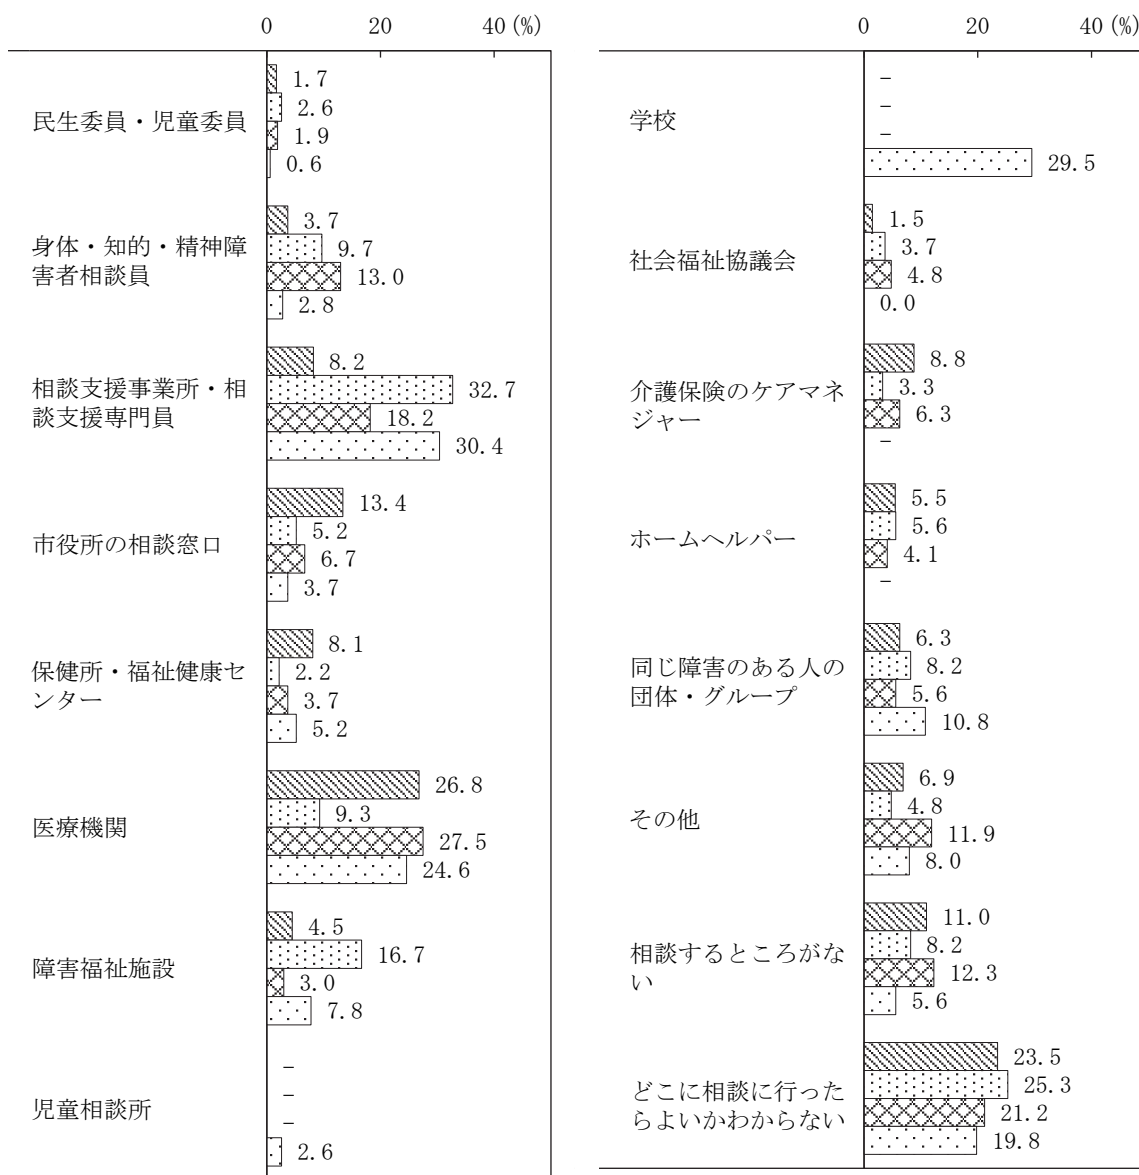 0 20 40 (%)
民生委員・児童委員
1.7
2.6
1.9
0.6
身体・知的・精神障
害者相談員
3.7
9.7
13.0
2.8
相談支援事業所・相
談支援専門員
8.2
32.7
18.2
30.4
市役所の相談窓口
13.4
5.2
6.7
3.7
保健所・福祉健康セ
ンター
8.1
2.2
3.7
5.2
医療機関
26.8
9.3
27.5
24.6
障害福祉施設
4.5
16.7
3.0
7.8
児童相談所
–
–
–
2.6
0 20 40 (%)
学校
–
–
–
29.5
社会福祉協議会
1.5
3.7
4.8
0.0
介護保険のケアマネ
ジャー
8.8
3.3
6.3
–
ホームヘルパー
5.5
5.6
4.1
–
同じ障害のある人の
団体・グループ
6.3
8.2
5.6
10.8
その他
6.9
4.8
11.9
8.0
相談するところがな
い
11.0
8.2
12.3
5.6
どこに相談に行った
らよいかわからない
23.5
25.3
21.2
19.8